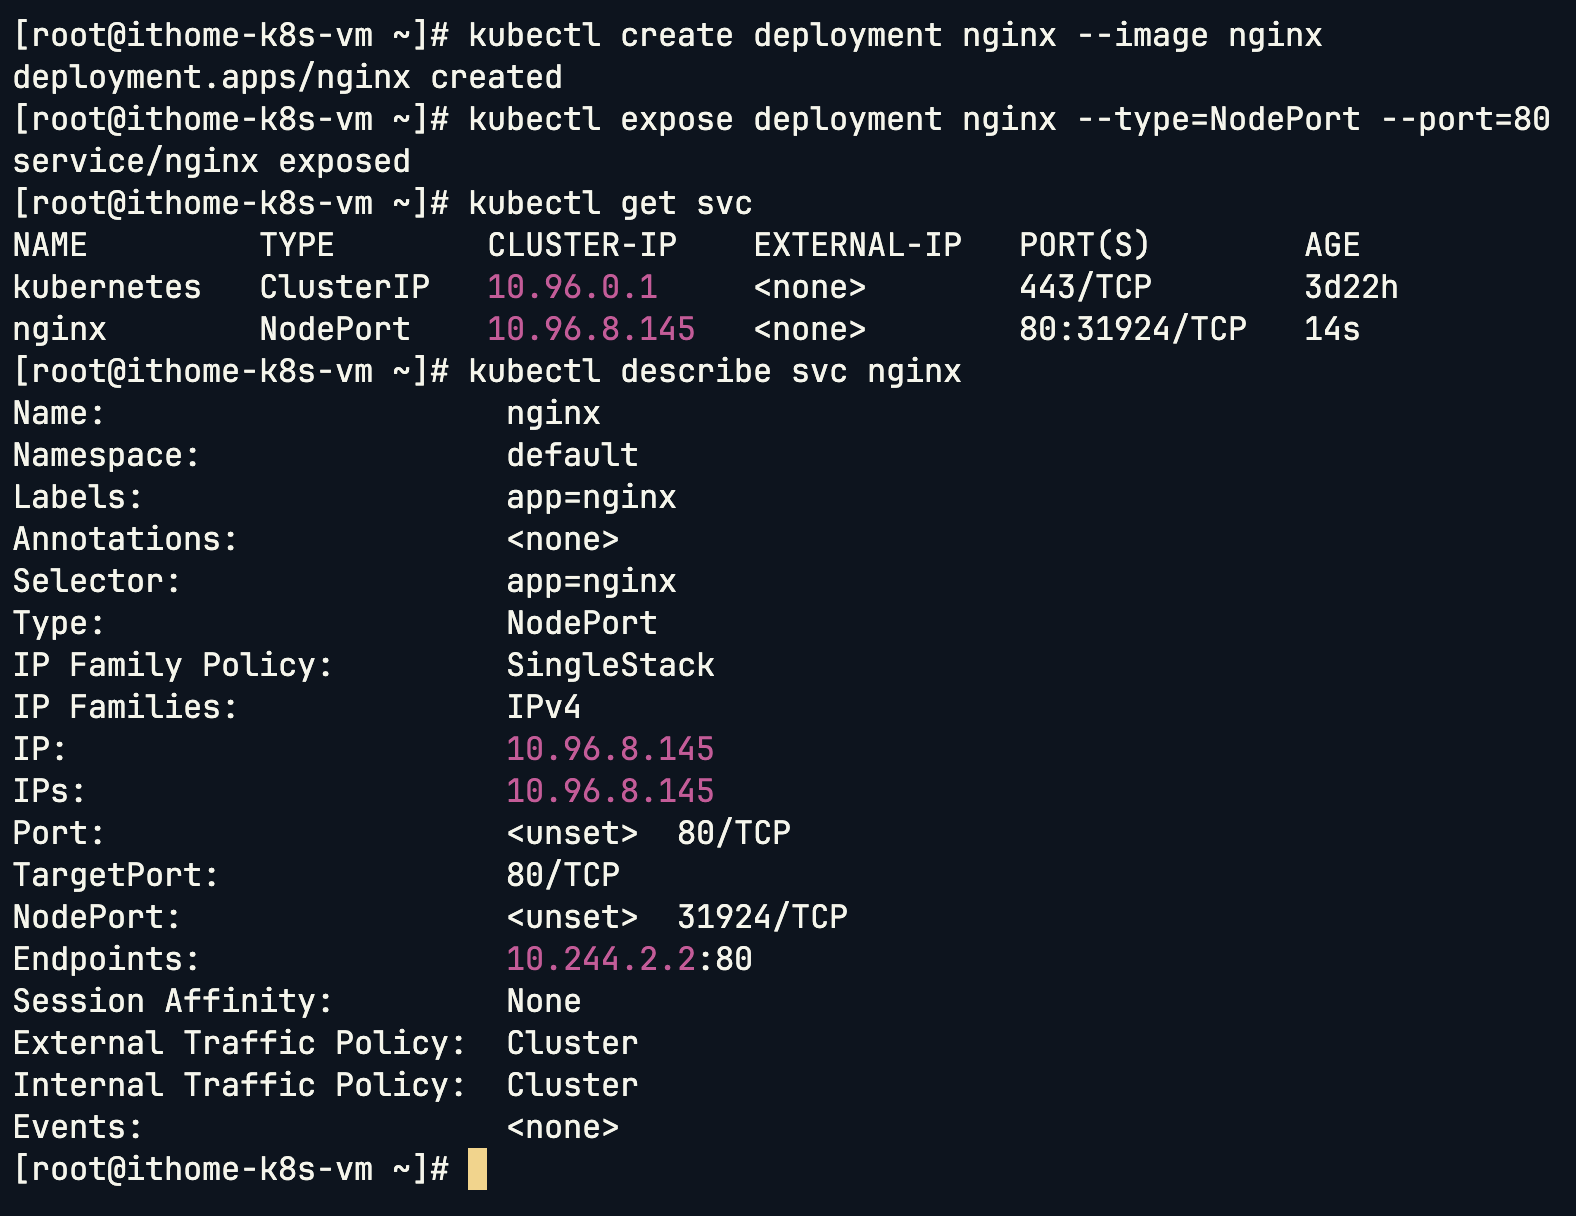 [root@ithome-k8s-vm ~]# kubectl create deployment nginx --image nginx
deployment.apps/nginx created
[root@ithome-k8s-vm ~]# kubectl expose deployment nginx --type=NodePort --port=80
service/nginx exposed
[root@ithome-k8s-vm ~]# kubectl get svc
NAME         TYPE        CLUSTER-IP    EXTERNAL-IP   PORT(S)        AGE
kubernetes   ClusterIP   10.96.0.1     <none>        443/TCP        3d22h
nginx        NodePort    10.96.8.145   <none>        80:31924/TCP   14s
[root@ithome-k8s-vm ~]# kubectl describe svc nginx
Name:                     nginx
Namespace:                default
Labels:                   app=nginx
Annotations:              <none>
Selector:                 app=nginx
Type:                     NodePort
IP Family Policy:         SingleStack
IP Families:              IPv4
IP:                       10.96.8.145
IPs:                      10.96.8.145
Port:                     <unset>  80/TCP
TargetPort:               80/TCP
NodePort:                 <unset>  31924/TCP
Endpoints:                10.244.2.2:80
Session Affinity:         None
External Traffic Policy:  Cluster
Internal Traffic Policy:  Cluster
Events:                   <none>
[root@ithome-k8s-vm ~]#